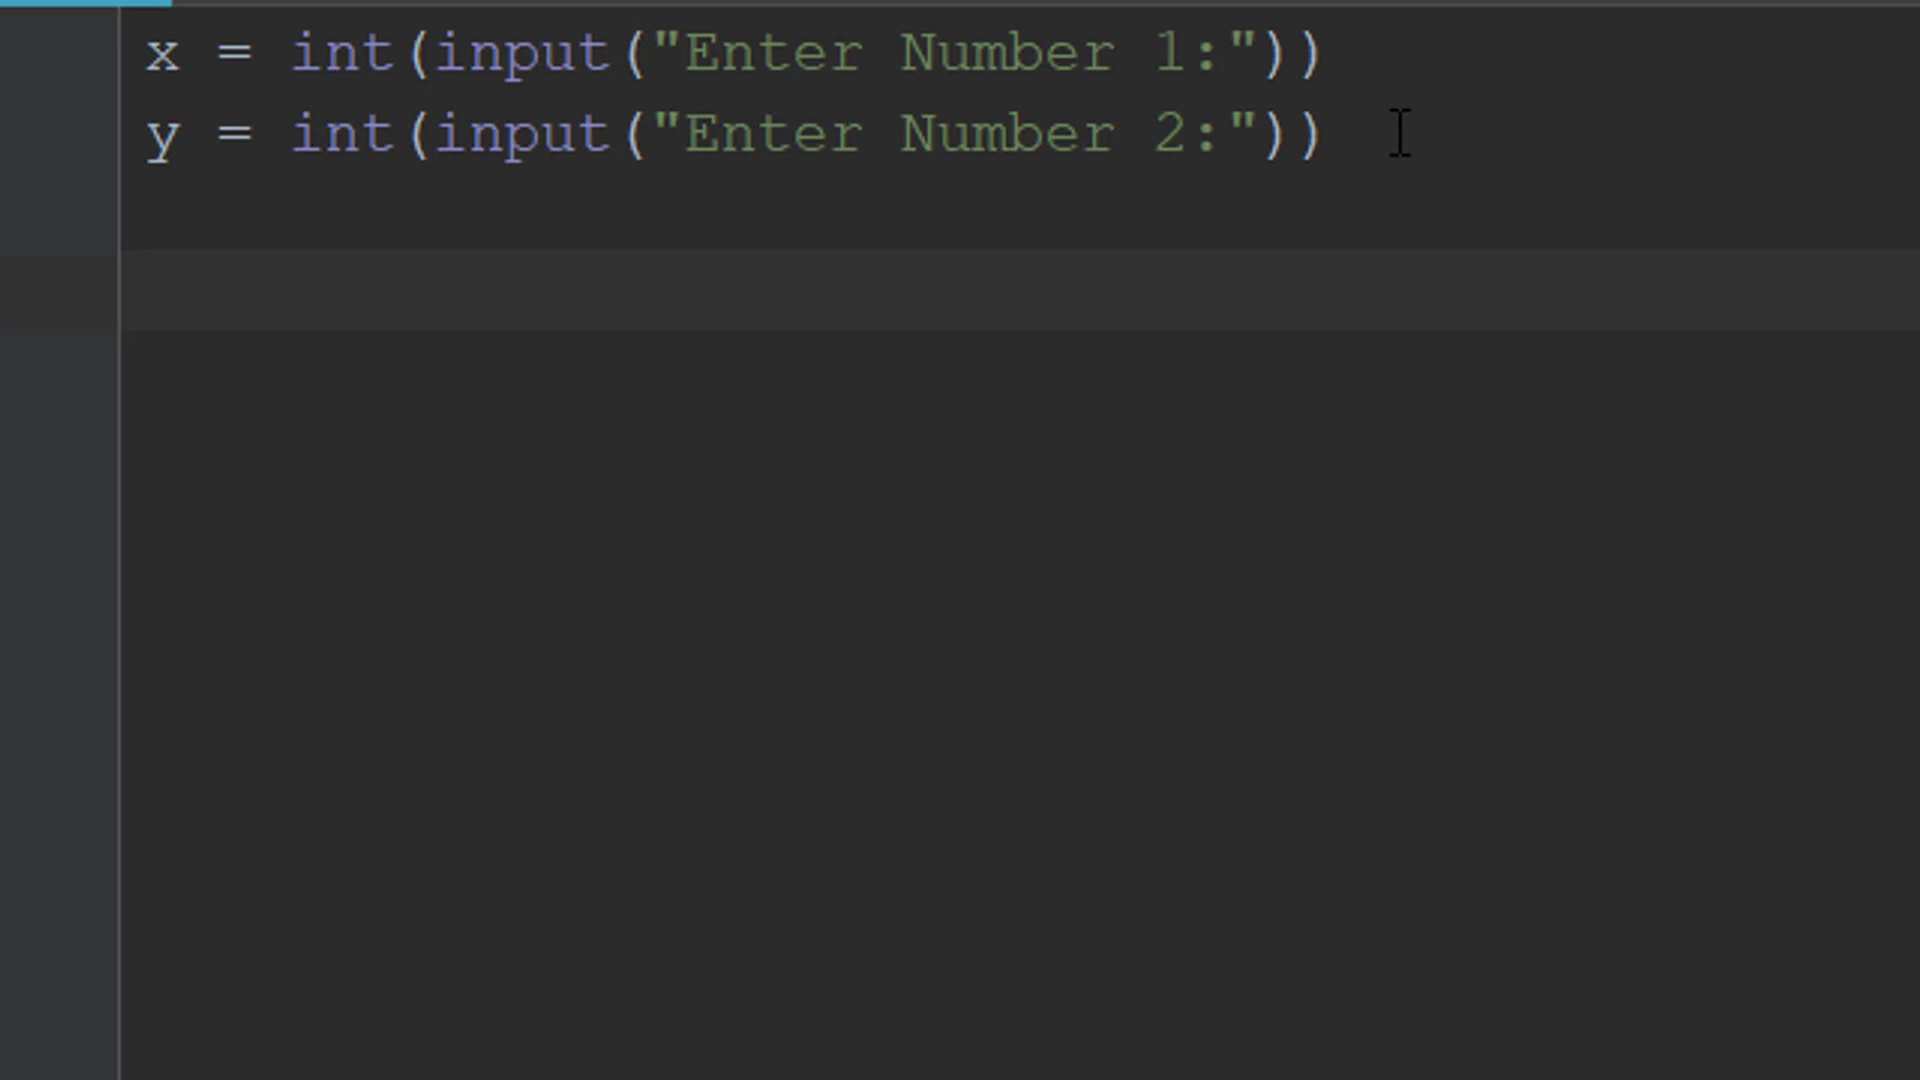 x = int(input("Enter Number 1:"))
y = int(input("Enter Number 2:"))